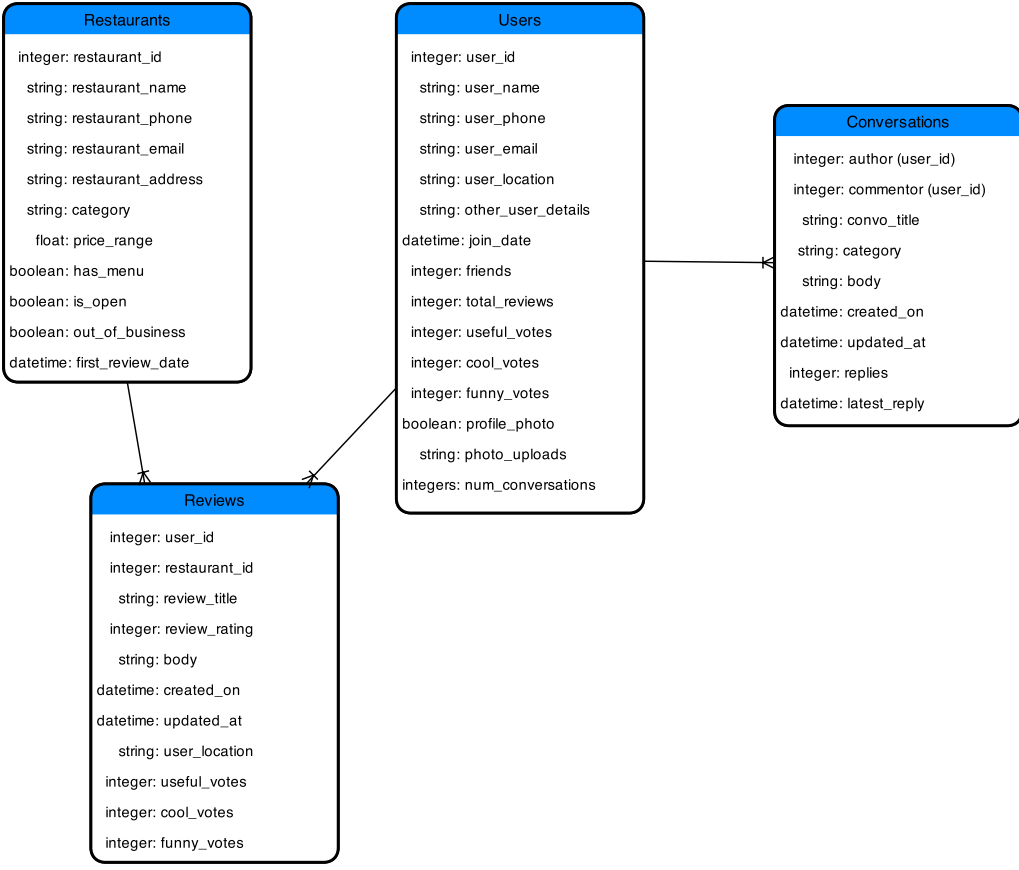 Restaurants
integer: restaurant_id
string: restaurant_name
string: restaurant_phone
string: restaurant_email
string: restaurant_address
string: category
float: price_range
boolean: has_menu
boolean: is_open
boolean: out_of_business
datetime: first_review_date
Users
integer: user_id
string: user_name
string: user_phone
string: user_email
string: user_location
string: other_user_details
datetime: join_date
integer: friends
integer: total_reviews
integer: useful_votes
integer: cool_votes
integer: funny_votes
boolean: profile_photo
string: photo_uploads
integers: num_conversations
Conversations
integer: author (user_id)
integer: commentor (user_id)
string: convo_title
string: category
string: body
datetime: created_on
datetime: updated_at
integer: replies
datetime: latest_reply
Reviews
integer: user_id
integer: restaurant_id
string: review_title
integer: review_rating
string: body
datetime: created_on
datetime: updated_at
string: user_location
integer: useful_votes
integer: cool_votes
integer: funny_votes